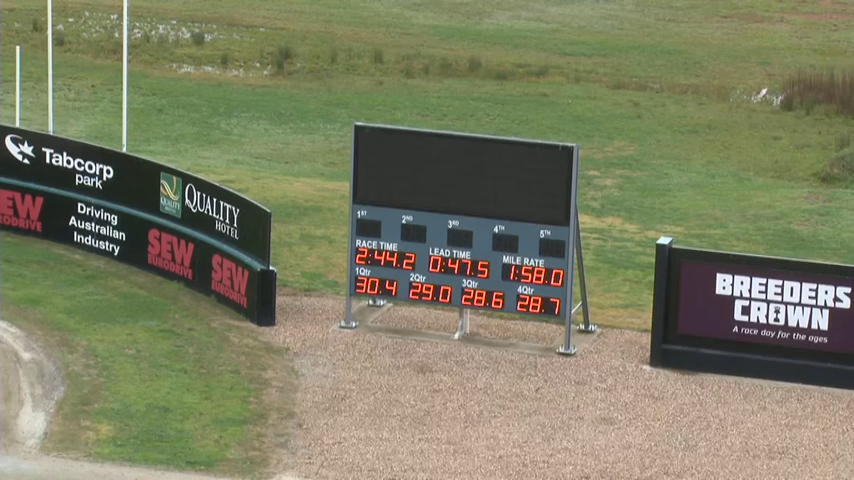 Tabcorp
park
QUALITY
QUALITY
HOTEL
SEW
EURODRIVE
Driving
Australian
Industry
SEW
EURODRIVE
SEW
EURODRIVE
1ST 2ND 3RD 4TH 5TH
RACE TIME LEAD TIME MILE RATE
2:44.2 0:47.5 1:58.0
1Qtr 2Qtr 3Qtr 4Qtr
30.4 29.0 28.6 28.7
BREEDERS
CROWN
A race day for the ages